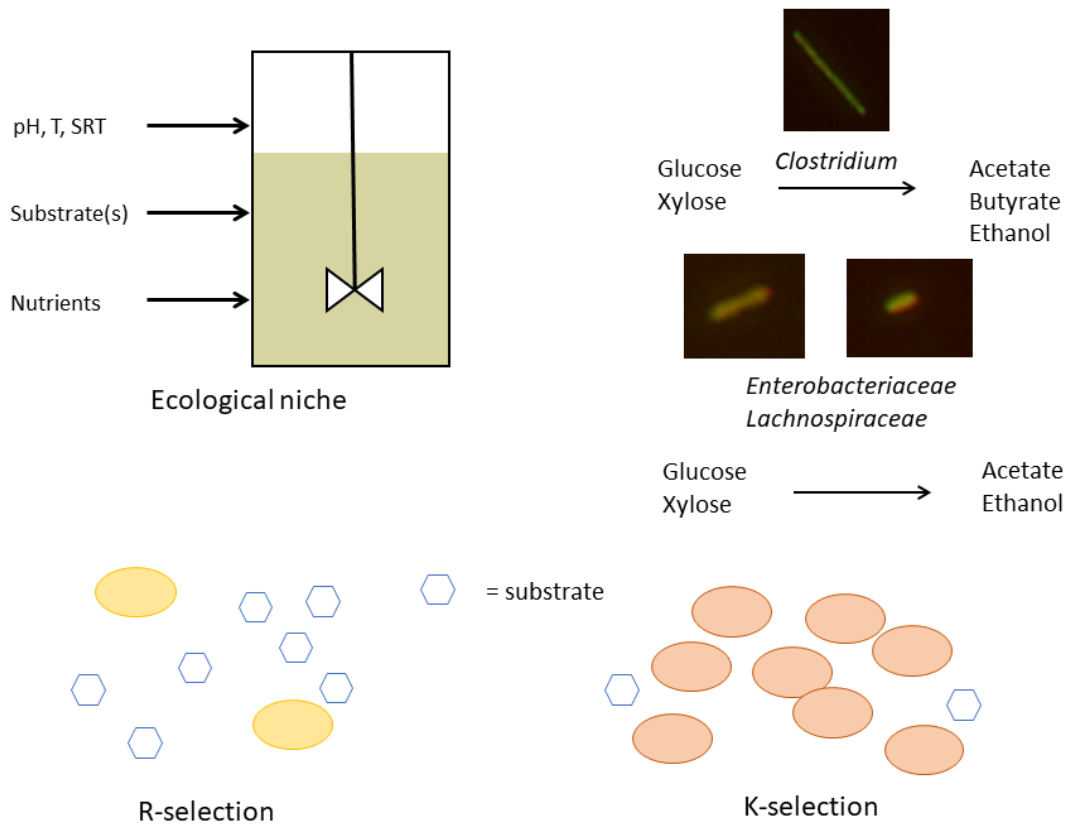 pH, T, SRT
Substrate(s)
Nutrients
Ecological niche
Clostridium
Glucose
Xylose
Acetate
Butyrate
Ethanol
Enterobacteriaceae
Lachnospiraceae
Glucose
Xylose
Acetate
Ethanol
= substrate
R-selection
K-selection